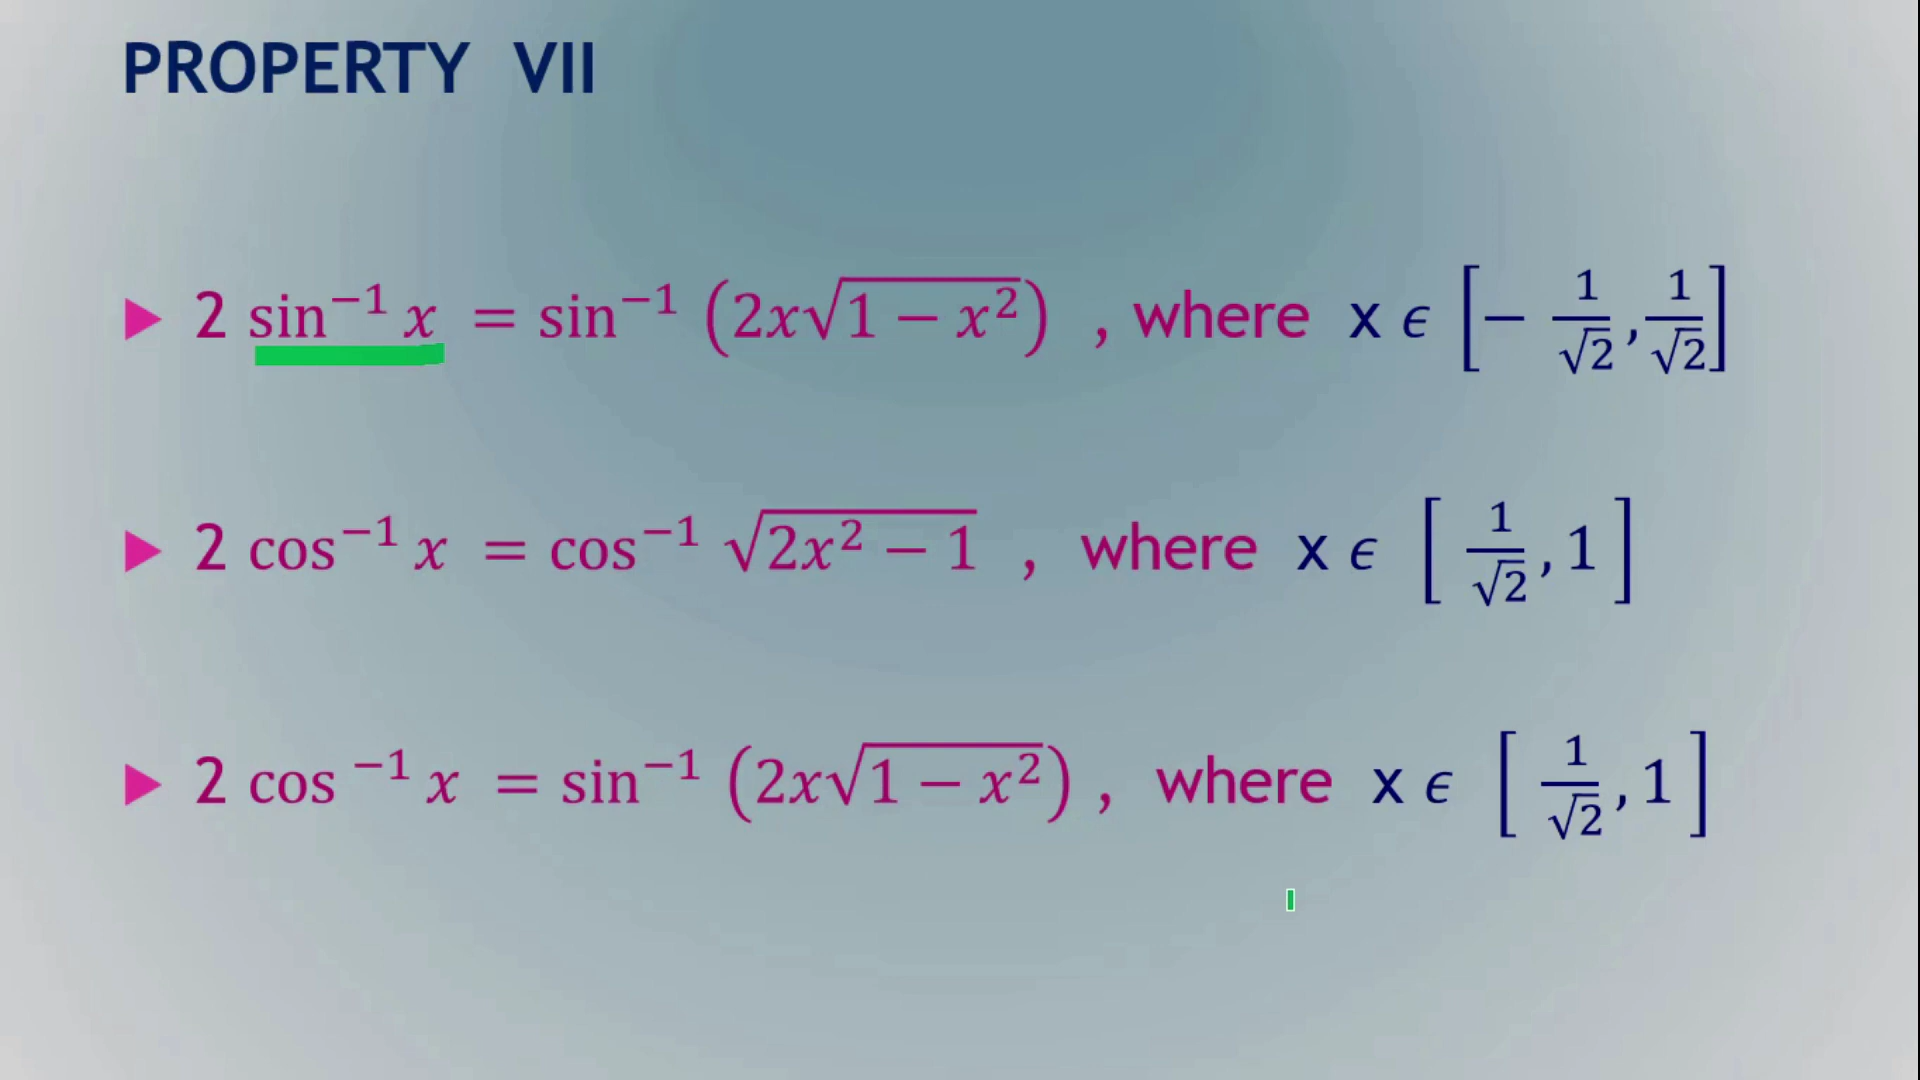 PROPERTY VII
▶ 2 sin⁻¹ x = sin⁻¹ (2x√(1 − x²)) , where x ϵ [− 1/√2 , 1/√2]
▶ 2 cos⁻¹ x = cos⁻¹ √(2x² − 1) , where x ϵ [ 1/√2 , 1 ]
▶ 2 cos ⁻¹ x = sin⁻¹ (2x√(1 − x²)) , where x ϵ [ 1/√2 , 1 ]